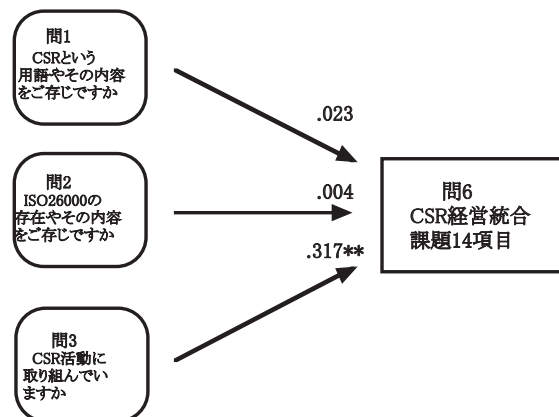 問1
CSRという
用語やその内容
をご存じですか
.023
問2
ISO26000の
存在やその内容
をご存じですか
.004
問6
CSR経営統合
課題14項目
.317**
問3
CSR活動に
取り組んでい
ますか